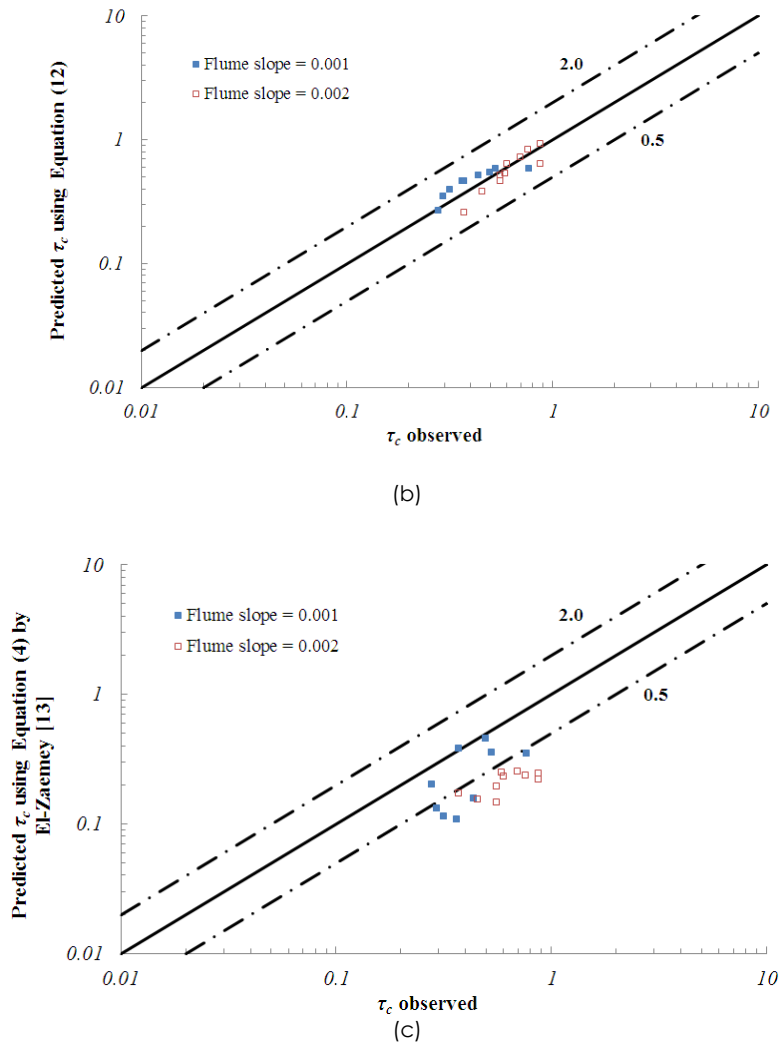 10
1
0.1
0.01
Predicted τc using Equation (12)
Flume slope = 0.001
Flume slope = 0.002
2.0
0.5
0.01
0.1
1
10
τc observed
(b)
10
1
0.1
0.01
Predicted τc using Equation (4) by
El-Zaemey [13]
Flume slope = 0.001
Flume slope = 0.002
2.0
0.5
0.01
0.1
1
10
τc observed
(c)